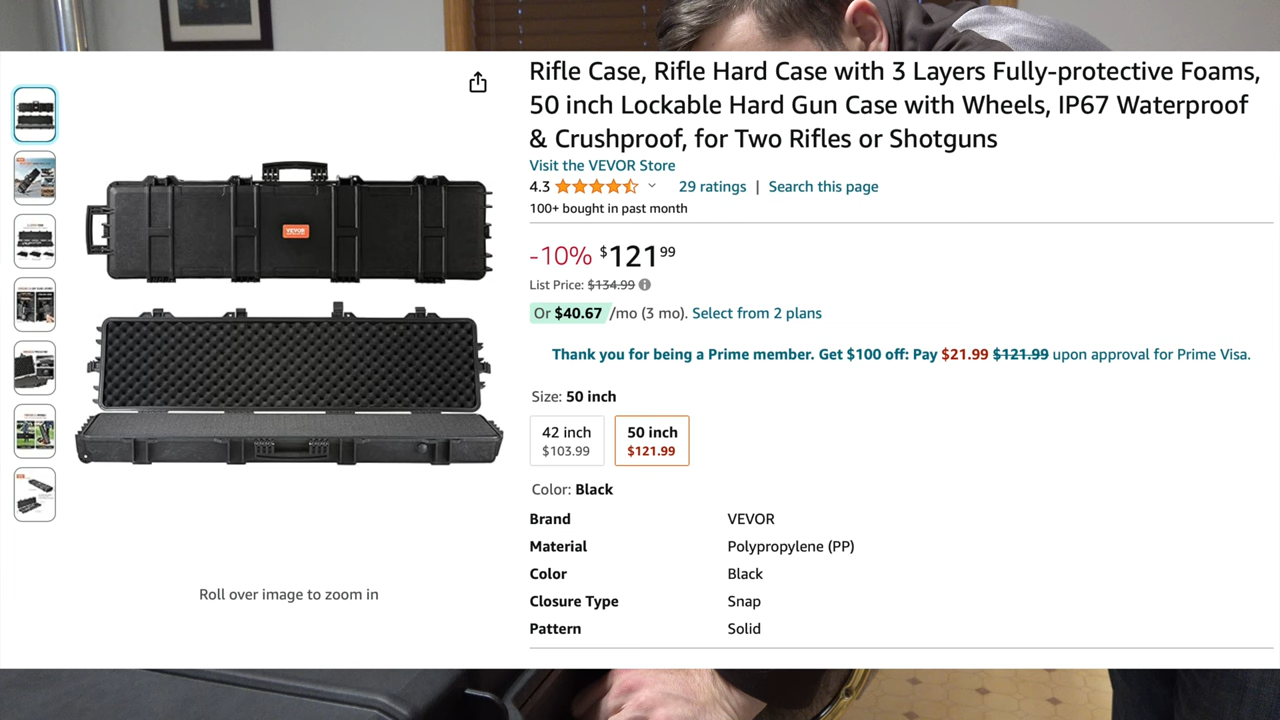 Rifle Case, Rifle Hard Case with 3 Layers Fully-protective Foams,
50 inch Lockable Hard Gun Case with Wheels, IP67 Waterproof
& Crushproof, for Two Rifles or Shotguns
Visit the VEVOR Store
4.3 29 ratings | Search this page
100+ bought in past month
-10% $121 99
List Price: $134.99
Or $40.67 /mo (3 mo). Select from 2 plans
Thank you for being a Prime member. Get $100 off: Pay $21.99 $121.99 upon approval for Prime Visa.
Size: 50 inch
42 inch
$103.99
50 inch
$121.99
Color: Black
Brand VEVOR
Material Polypropylene (PP)
Color Black
Closure Type Snap
Pattern Solid
VEVOR
Roll over image to zoom in